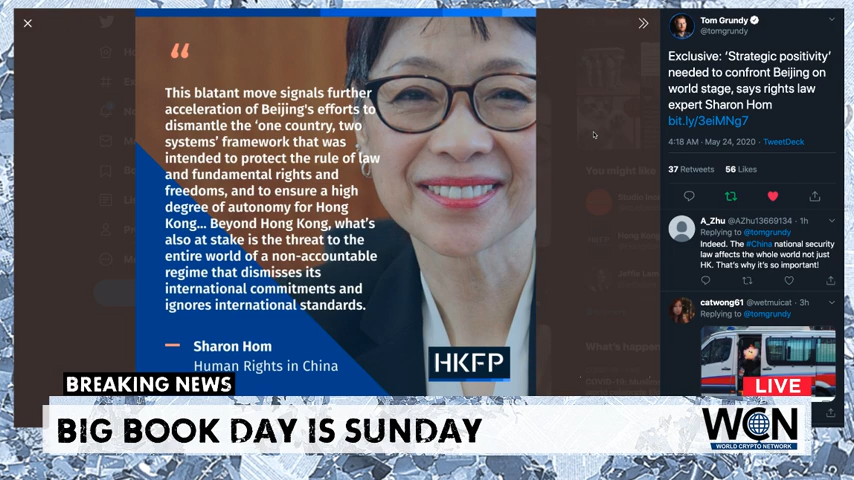 “
This blatant move signals further
acceleration of Beijing's efforts to
dismantle the ‘one country, two
systems’ framework that was
intended to protect the rule of law
and fundamental rights and
freedoms, and to ensure a high
degree of autonomy for Hong
Kong... Beyond Hong Kong, what’s
also at stake is the threat to the
entire world of a non-accountable
regime that dismisses its
international commitments and
ignores international standards.
Sharon Hom
Human Rights in China
HKFP
You might like
What's happen
Tom Grundy
@tomgrundy
Exclusive: ‘Strategic positivity’
needed to confront Beijing on
world stage, says rights law
expert Sharon Hom
bit.ly/3eiMNg7
4:18 AM · May 24, 2020 · TweetDeck
37 Retweets 56 Likes
A_Zhu @AZhu13669134 · 1h
Replying to @tomgrundy
Indeed. The #China national security
law affects the whole world not just
HK. That's why it's so important!
catwong61 @wetmuicat · 3h
Replying to @tomgrundy
BREAKING NEWS
LIVE
BIG BOOK DAY IS SUNDAY
WCN
WORLD CRYPTO NETWORK